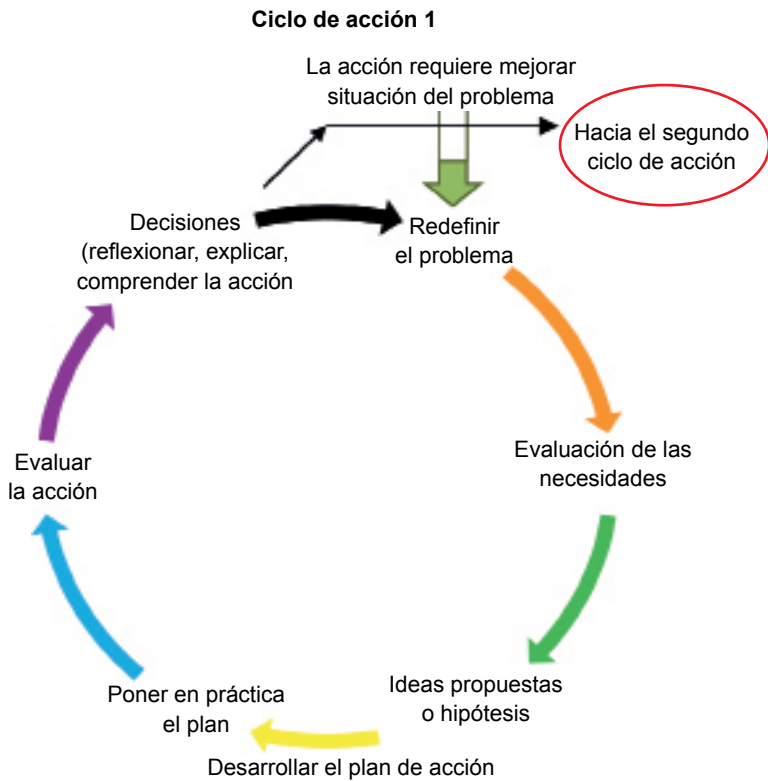 Ciclo de acción 1
La acción requiere mejorar
situación del problema
Hacia el segundo
ciclo de acción
Decisiones
(reflexionar, explicar,
comprender la acción
Redefinir
el problema
Evaluación de las
necesidades
Evaluar
la acción
Ideas propuestas
o hipótesis
Poner en práctica
el plan
Desarrollar el plan de acción